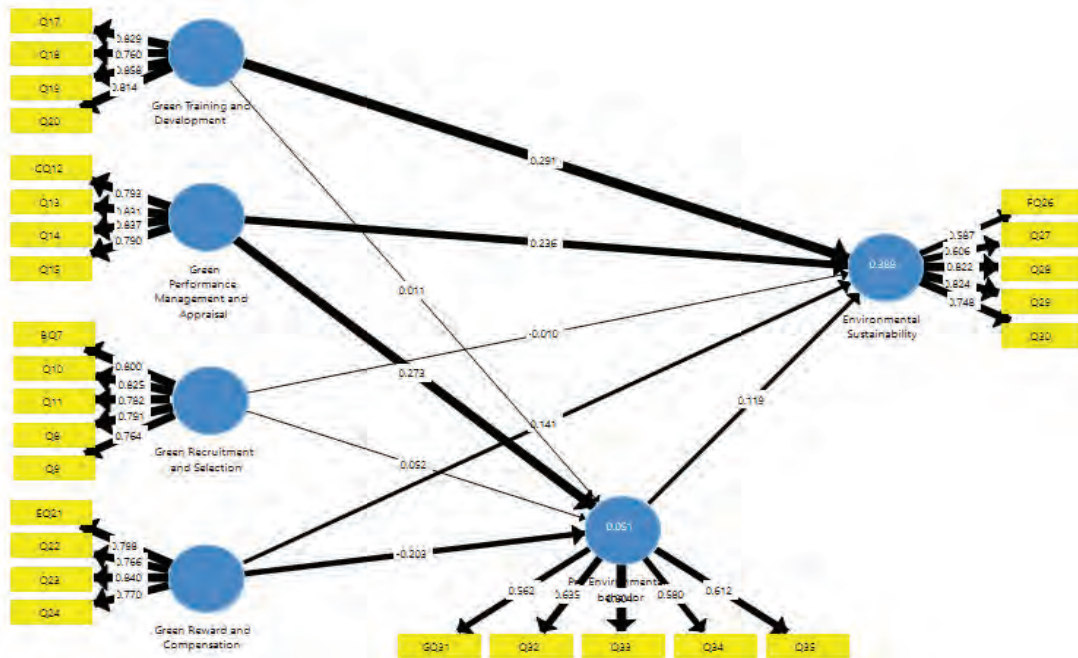 Q17
Q18
Q19
Q20
0.829
0.760
0.858
0.814
Green Training and
Development
CQ12
Q13
Q14
Q15
0.793
0.837
0.790
Green
Performance
Management and
Appraisal
BQ7
Q10
Q11
Q8
Q9
0.800
0.825
0.782
0.791
0.764
Green Recruitment
and Selection
EQ21
Q22
Q23
Q24
0.798
0.766
0.840
0.770
Green Reward and
Compensation
0.291
0.236
0.011
-0.010
0.273
0.141
0.052
-0.203
0.119
FQ26
Q27
Q28
Q29
Q30
0.587
0.606
0.822
0.824
0.748
Environmental
Sustainability
0.051
Environmental
behavior
0.562
0.635
0.580
0.612
GQ31
Q32
Q33
Q34
Q35